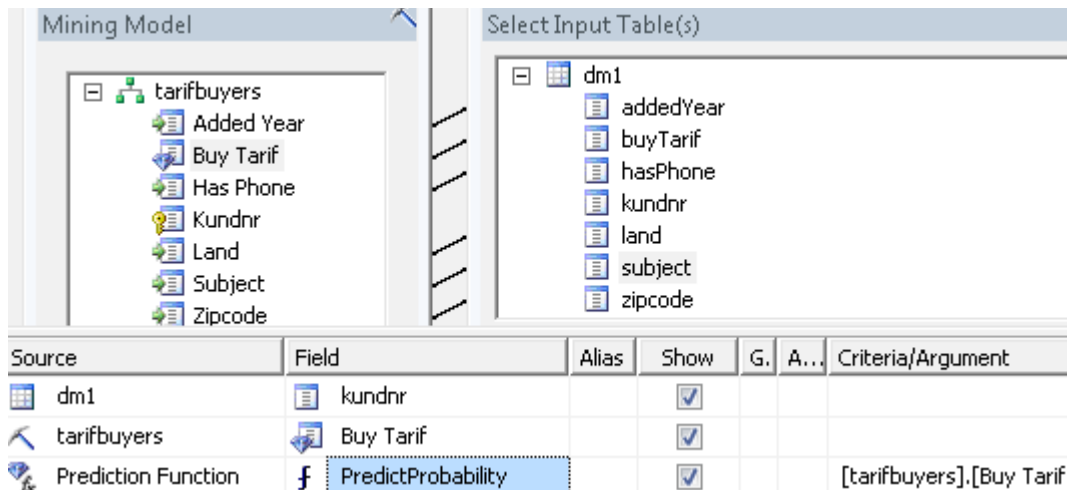 Mining Model
tarifbuyers
Added Year
Buy Tarif
Has Phone
Kundnr
Land
Subject
Zipcode
Select Input Table(s)
dm1
addedYear
buyTarif
hasPhone
kundnr
land
subject
zipcode
Source Field Alias Show G. A... Criteria/Argument
dm1 kundnr
tarifbuyers Buy Tarif
Prediction Function PredictProbability [tarifbuyers].[Buy Tarif